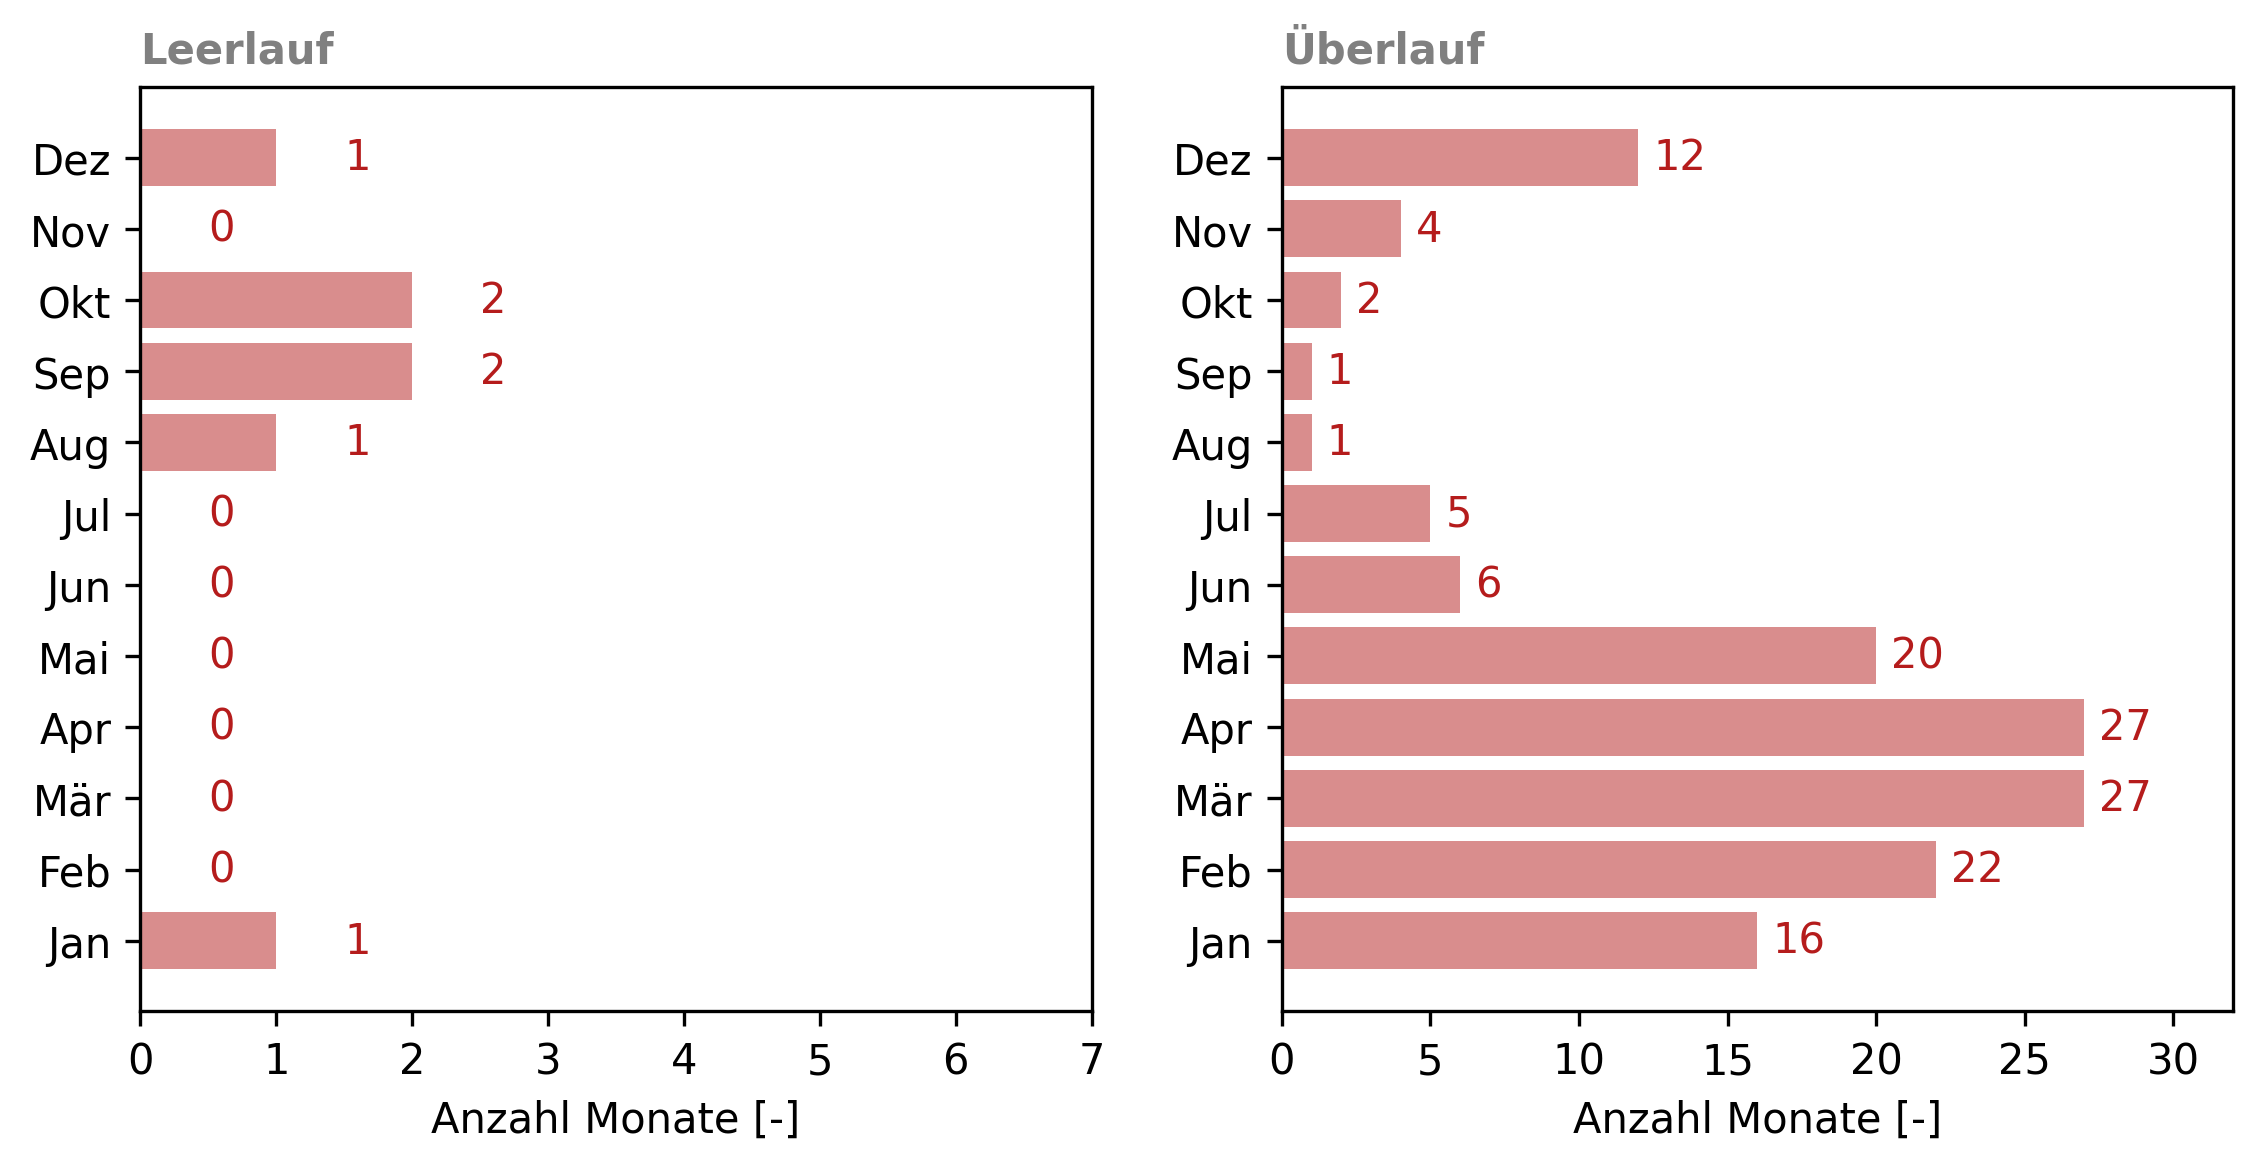 Leerlauf
Dez 1
Nov 0
Okt 2
Sep 2
Aug 1
Jul 0
Jun 0
Mai 0
Apr 0
Mär 0
Feb 0
Jan 1
0 1 2 3 4 5 6 7
Anzahl Monate [-]
Überlauf
Dez 12
Nov 4
Okt 2
Sep 1
Aug 1
Jul 5
Jun 6
Mai 20
Apr 27
Mär 27
Feb 22
Jan 16
0 5 10 15 20 25 30
Anzahl Monate [-]